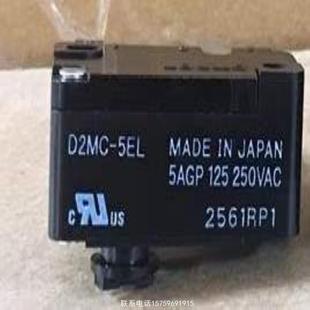 D2MC-5EL MADE IN JAPAN
5AGP 125 250VAC
c RU US 2561RP1
联系电话15759691915